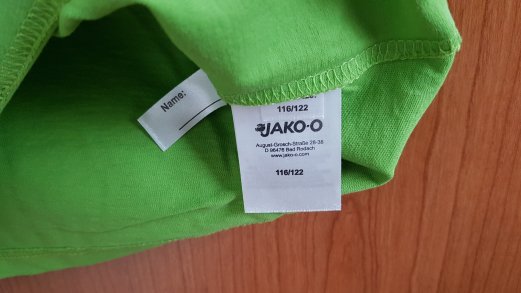 Name:
116/122
JAKO-O
August-Grosch-Straße 28-38
D 96476 Bad Rodach
www.jako-o.com
116/122